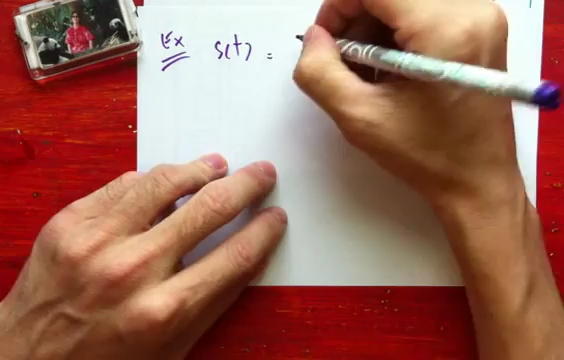 Ex s(t) =